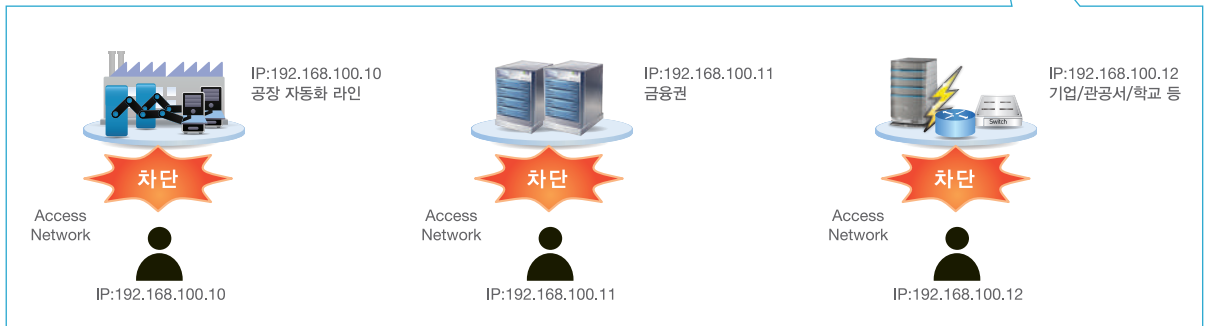 IP:192.168.100.10
공장 자동화 라인
차단
Access
Network
IP:192.168.100.10
IP:192.168.100.11
금융권
차단
Access
Network
IP:192.168.100.11
IP:192.168.100.12
기업/관공서/학교 등
Switch
차단
Access
Network
IP:192.168.100.12